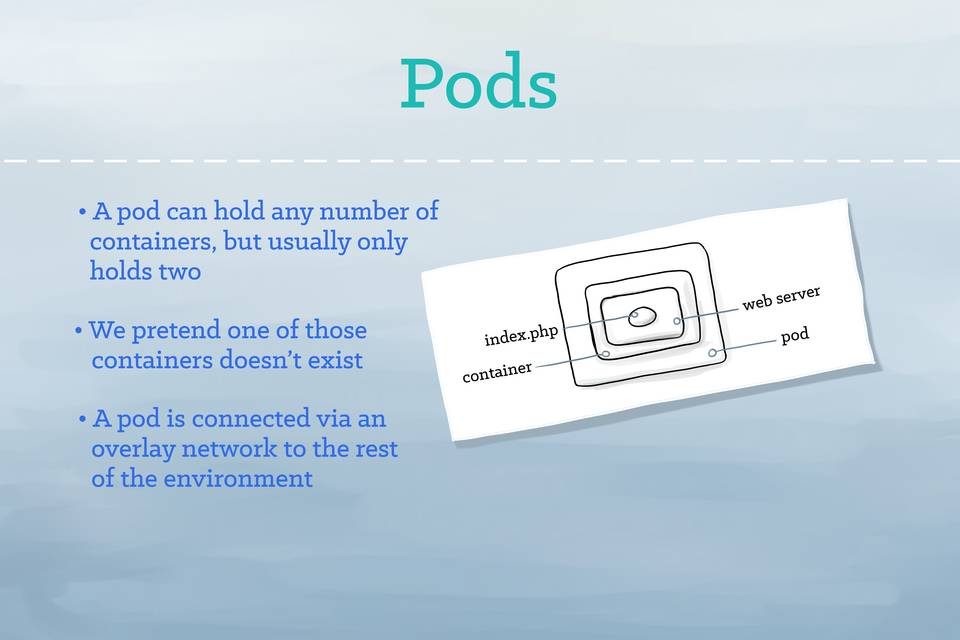 Pods
• A pod can hold any number of
containers, but usually only
holds two
• We pretend one of those
containers doesn’t exist
• A pod is connected via an
overlay network to the rest
of the environment
index.php
container
web server
pod